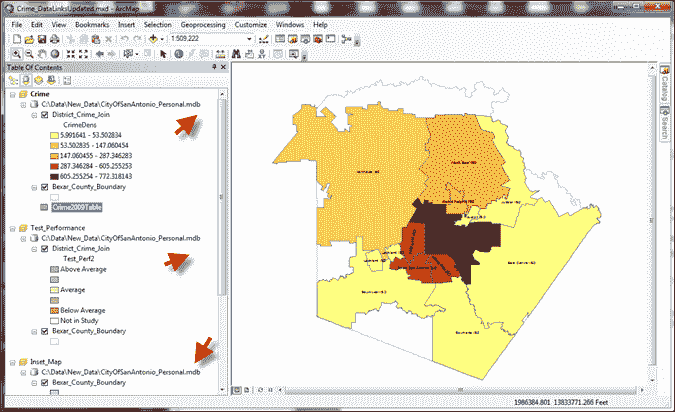 Crime_DataLinksUpdated.mxd - ArcMap
File Edit View Bookmarks Insert Selection Geoprocessing Customize Windows Help
1:509,222
Table Of Contents
Crime
C:\Data\New_Data\CityOfSanAntonio_Personal.mdb
District_Crime_Join
CrimeDens
5.991641 - 53.502834
53.502835 - 147.060454
147.060455 - 287.346283
287.346284 - 605.255253
605.255254 - 772.318143
Bexar_County_Boundary
Crime2009Table
Test_Performance
C:\Data\New_Data\CityOfSanAntonio_Personal.mdb
District_Crime_Join
Test_Perf2
Above Average
Average
Below Average
Not in Study
Bexar_County_Boundary
Inset_Map
C:\Data\New_Data\CityOfSanAntonio_Personal.mdb
Bexar_County_Boundary
Catalog
Search
1986384.801 13833771.266 Feet